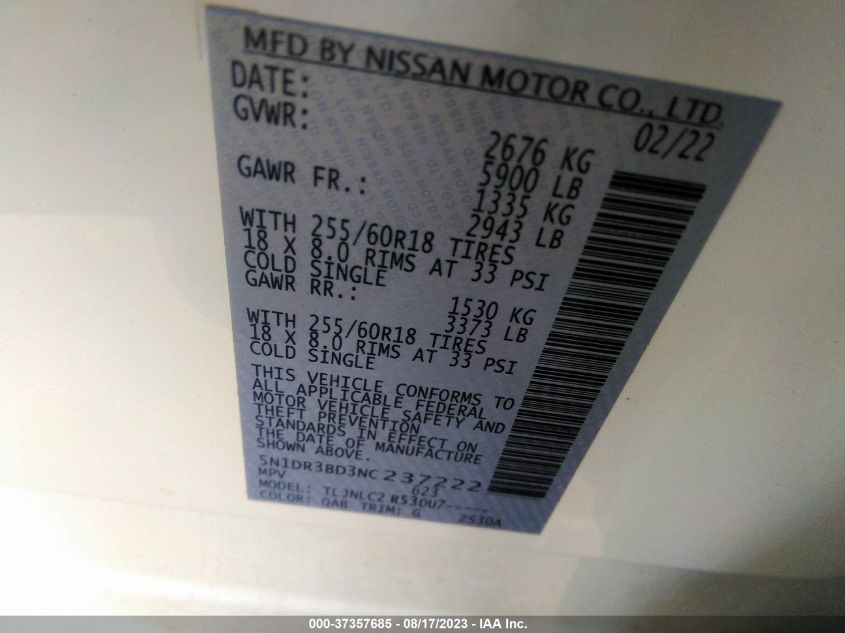 MFD BY NISSAN MOTOR CO., LTD.
DATE: 02/22
GVWR: 2676 KG
5900 LB
GAWR FR.: 1335 KG
2943 LB
WITH 255/60R18 TIRES
18 X 8.0 RIMS AT 33 PSI
COLD SINGLE
GAWR RR.: 1530 KG
3373 LB
WITH 255/60R18 TIRES
18 X 8.0 RIMS AT 33 PSI
COLD SINGLE
THIS VEHICLE CONFORMS TO
ALL APPLICABLE FEDERAL
MOTOR VEHICLE SAFETY AND
THEFT PREVENTION
STANDARDS IN EFFECT ON
THE DATE OF MANUFACTURE
SHOWN ABOVE.
5N1DR3BD3NC237222
MPV 623
MODEL: TLJNLC2 R53DU7-----
COLOR: QAB TRIM: G ZS30A
000-37357685 - 08/17/2023 - IAA Inc.